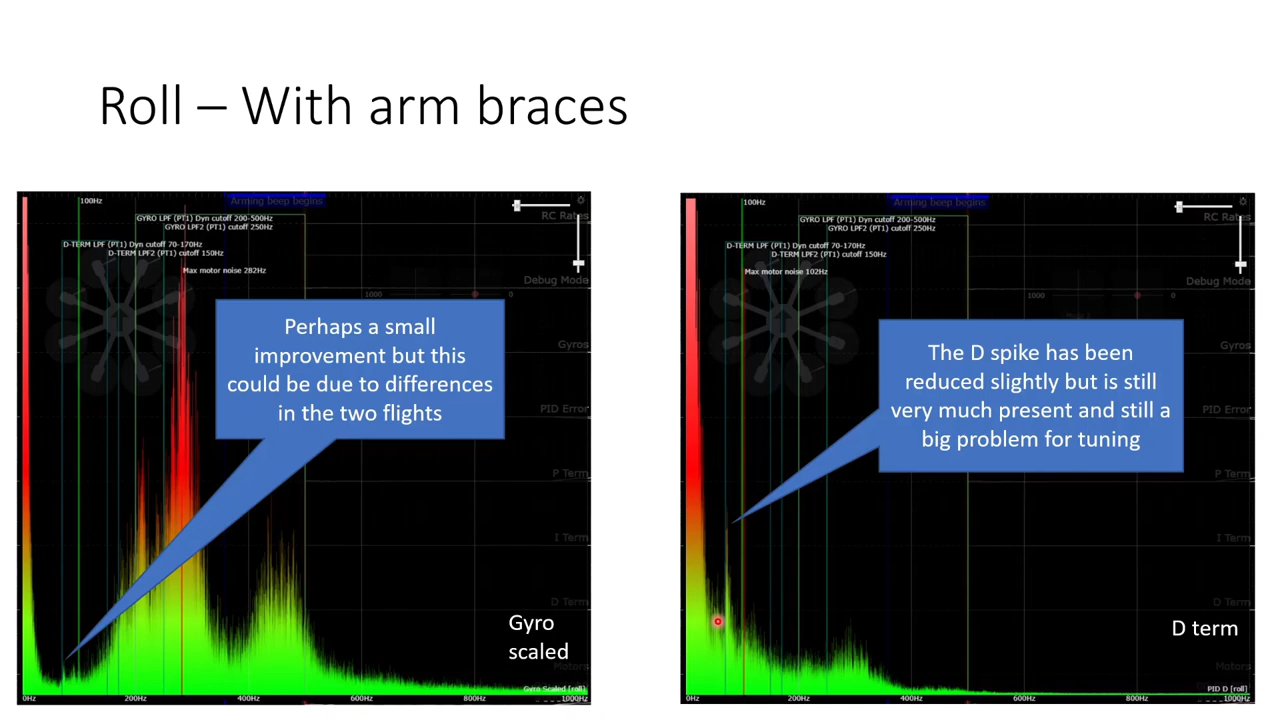 Roll – With arm braces
Arming beep begins
100Hz
RC Rates
GYRO LPF (PT1) Dyn cutoff 200-500Hz
GYRO LPF2 (PT1) cutoff 250Hz
D-TERM LPF (PT1) Dyn cutoff 70-170Hz
D-TERM LPF2 (PT1) cutoff 150Hz
Max motor noise 282Hz
Debug Mode
1000
0
Perhaps a small
improvement but this
could be due to differences
in the two flights
Gyros
PID Error
P Term
I Term
D Term
Gyro
scaled
Motors
Gyro Scaled [roll]
0Hz
200Hz
400Hz
600Hz
800Hz
1000Hz
Arming beep begins
100Hz
RC Rates
GYRO LPF (PT1) Dyn cutoff 200-500Hz
GYRO LPF2 (PT1) cutoff 250Hz
D-TERM LPF (PT1) Dyn cutoff 70-170Hz
D-TERM LPF2 (PT1) cutoff 150Hz
Max motor noise 102Hz
Debug Mode
1000
0
The D spike has been
reduced slightly but is still
very much present and still a
big problem for tuning
Gyros
PID Error
P Term
I Term
D Term
D term
Motors
PID D [roll]
0Hz
200Hz
400Hz
600Hz
800Hz
1000Hz